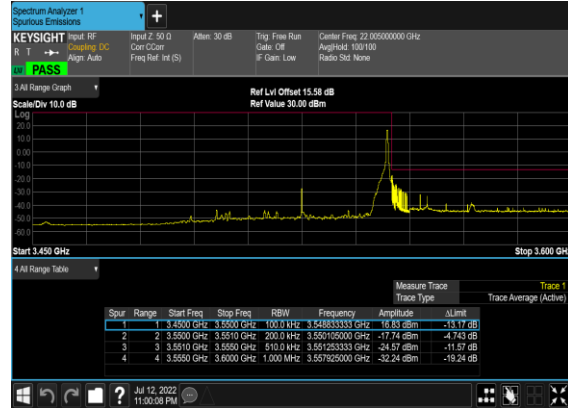 Spectrum Analyzer 1
Spurious Emissions
KEYSIGHT Input: RF Input Z: 50 Ω Atten: 30 dB Trig: Free Run Center Freq: 22.005000000 GHz
R T Coupling: DC Corr CCorr Gate: Off Avg|Hold: 100/100
Align: Auto Freq Ref: Int (S) IF Gain: Low Radio Std: None
PASS
3 All Range Graph Ref Lvl Offset 15.58 dB
Scale/Div 10.0 dB Ref Value 30.00 dBm
Log
20.0
10.0
0.00
-10.0
-20.0
-30.0
-40.0
-50.0
-60.0
Start 3.450 GHz Stop 3.600 GHz
4 All Range Table
Measure Trace Trace 1
Trace Type Trace Average (Active)
Spur Range Start Freq Stop Freq RBW Frequency Amplitude ΔLimit
1 1 3.4500 GHz 3.5500 GHz 100.0 kHz 3.548833333 GHz 16.83 dBm -13.17 dB
2 2 3.5500 GHz 3.5510 GHz 200.0 kHz 3.550105000 GHz -17.74 dBm -4.743 dB
3 3 3.5510 GHz 3.5550 GHz 510.0 kHz 3.551253333 GHz -24.57 dBm -11.57 dB
4 4 3.5550 GHz 3.6000 GHz 1.000 MHz 3.557925000 GHz -32.24 dBm -19.24 dB
? Jul 12, 2022
11:00:08 PM